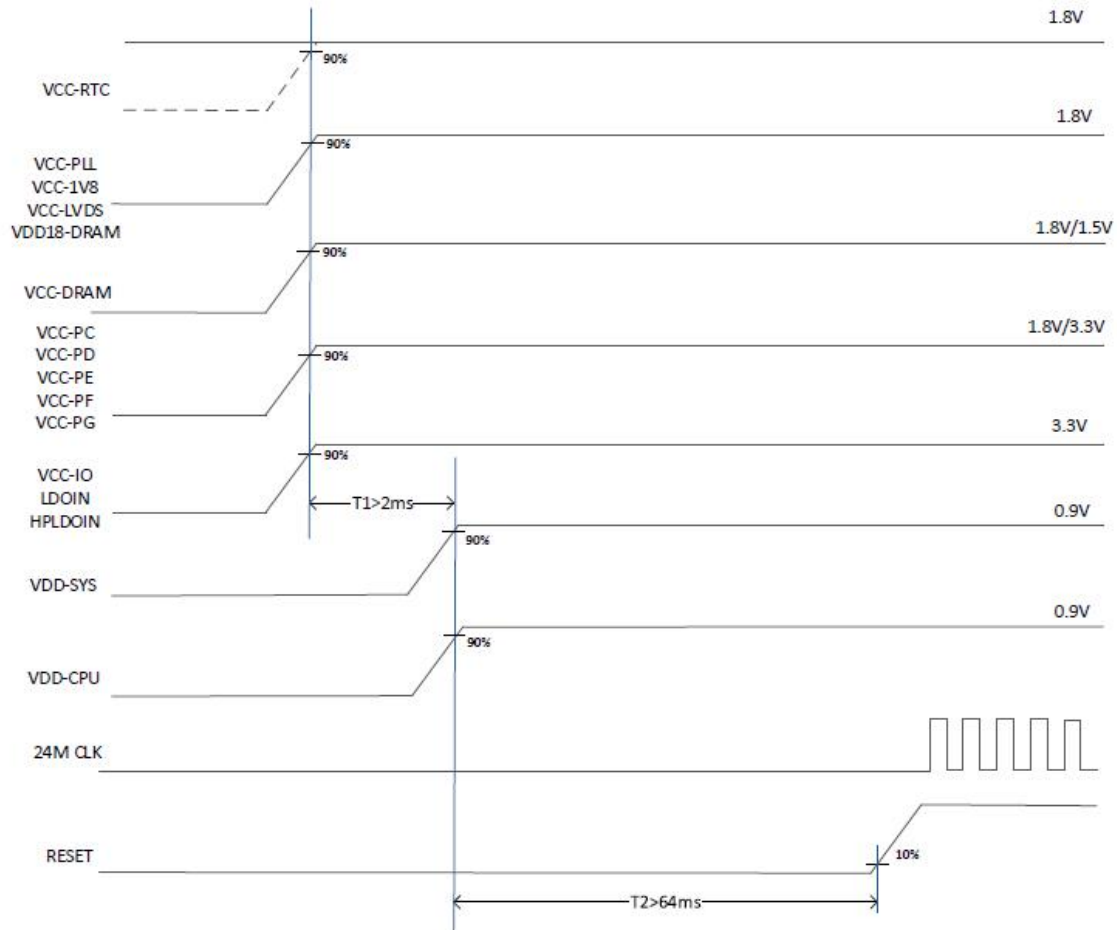 1.8V
90%
VCC-RTC
1.8V
90%
VCC-PLL
VCC-1V8
VCC-LVDS
VDD18-DRAM
1.8V/1.5V
90%
VCC-DRAM
1.8V/3.3V
VCC-PC
VCC-PD
90%
VCC-PE
VCC-PF
VCC-PG
3.3V
90%
VCC-IO
LDOIN
HPLDOIN
T1>2ms
0.9V
90%
VDD-SYS
0.9V
90%
VDD-CPU
24M CLK
RESET
10%
T2>64ms